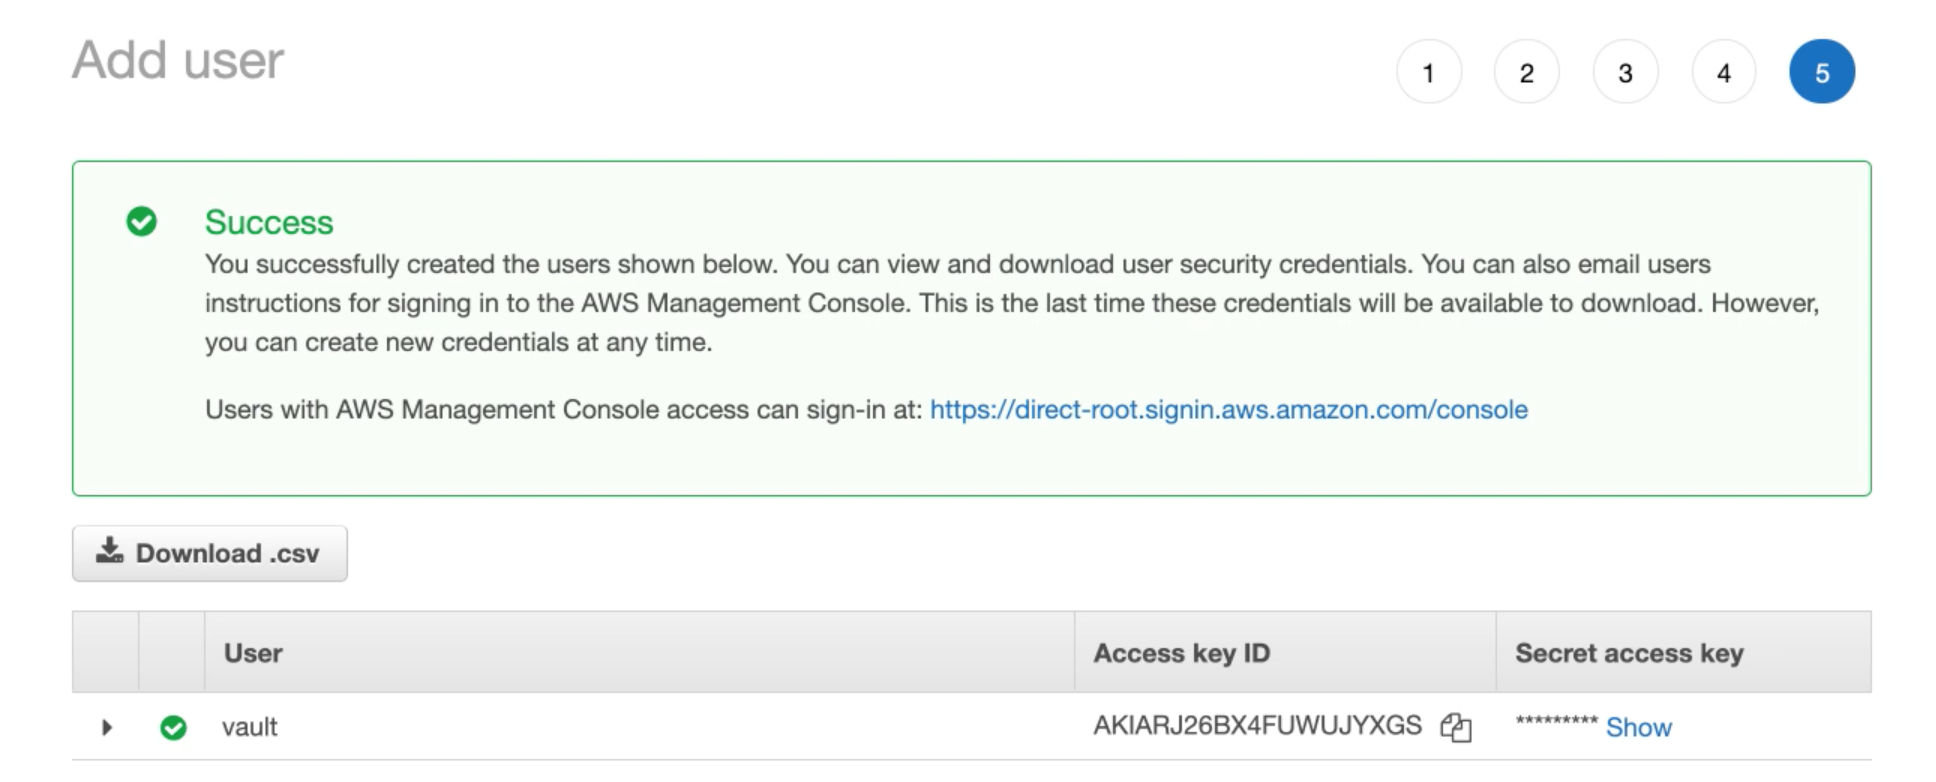 Add user
1 2 3 4 5
Success
You successfully created the users shown below. You can view and download user security credentials. You can also email users
instructions for signing in to the AWS Management Console. This is the last time these credentials will be available to download. However,
you can create new credentials at any time.
Users with AWS Management Console access can sign-in at: https://direct-root.signin.aws.amazon.com/console
Download .csv
User Access key ID Secret access key
vault AKIARJ26BX4FUWUJYXGS ********* Show